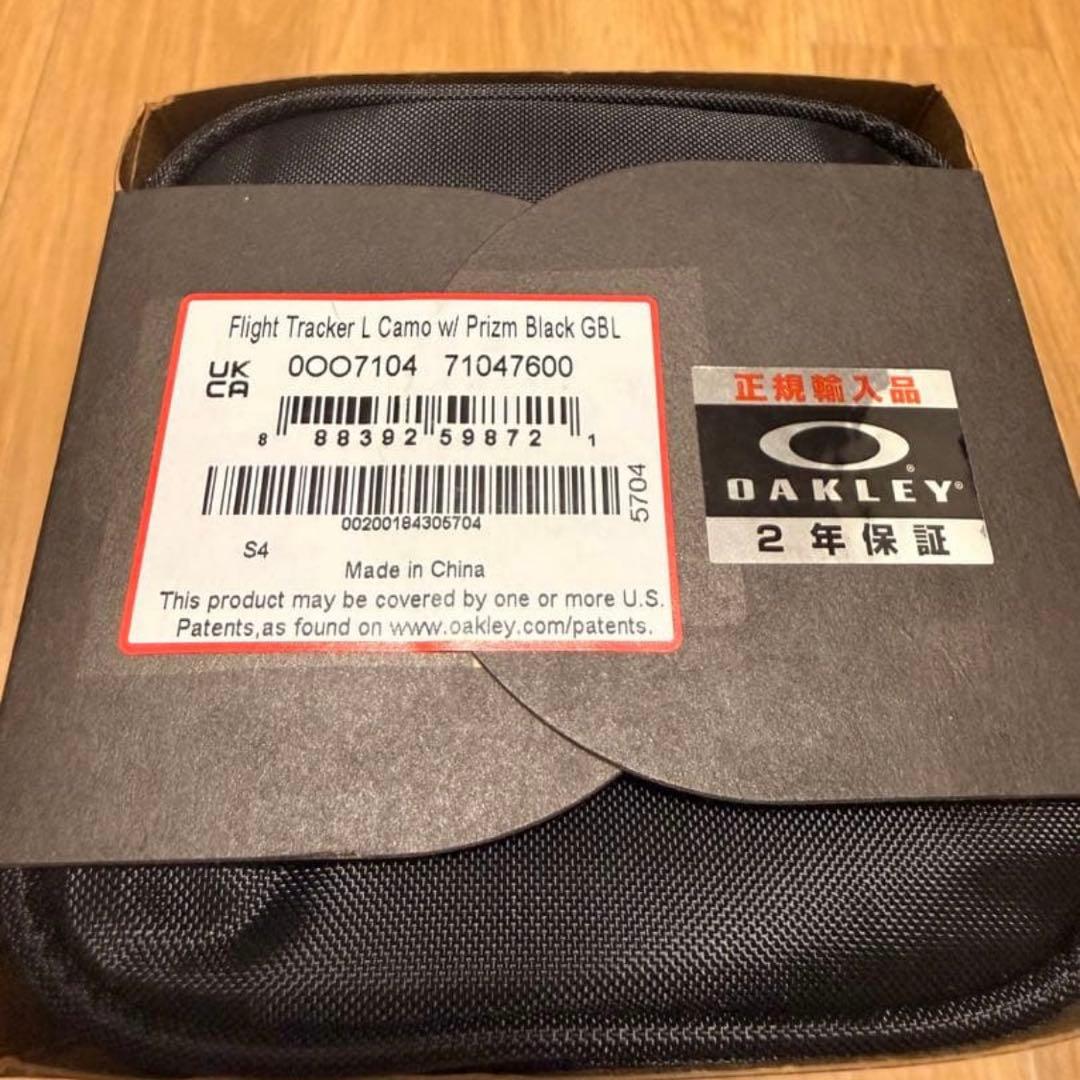 Flight Tracker L Camo w/ Prizm Black GBL
UK
CA
0OO7104 71047600
8 88392 59872 1
00200184305704
5704
S4
Made in China
This product may be covered by one or more U.S.
Patents,as found on www.oakley.com/patents.
正規輸入品
OAKLEY®
2年保証